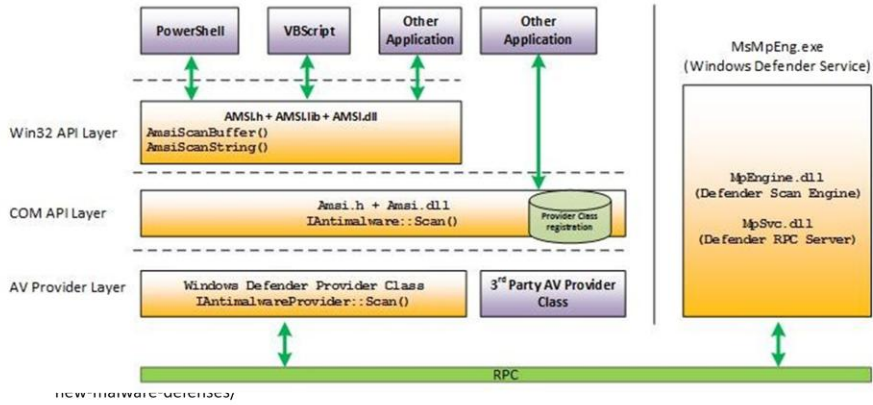 PowerShell
VBScript
Other
Application
Other
Application
MsMpEng.exe
(Windows Defender Service)
Win32 API Layer
AMSI.h + AMSI.lib + AMSI.dll
AmsiScanBuffer()
AmsiScanString()
COM API Layer
Amsi.h + Amsi.dll
IAntimalware::Scan()
Provider Class
registration
MpEngine.dll
(Defender Scan Engine)
MpSvc.dll
(Defender RPC Server)
AV Provider Layer
Windows Defender Provider Class
IAntimalwareProvider::Scan()
3rd Party AV Provider
Class
RPC
new-malware-defenses/